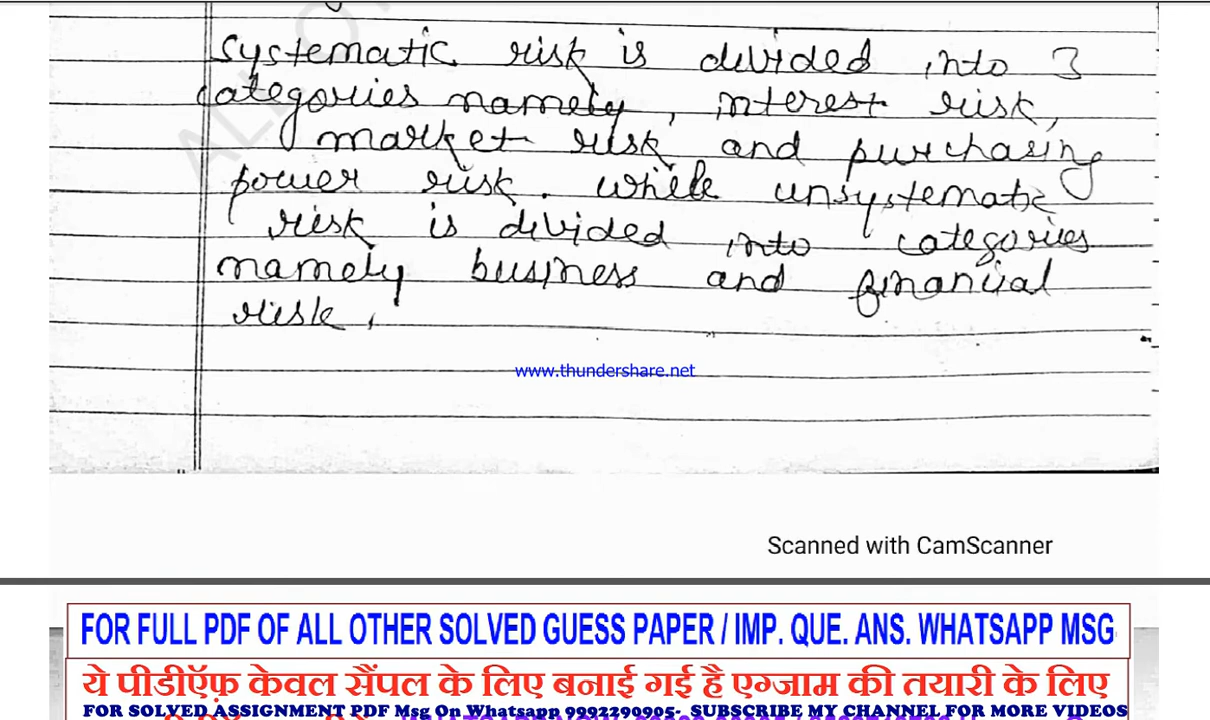 systematic risk is divided into 3
categories namely, interest risk,
market risk and purchasing
power risk. while unsystematic
risk is divided into categories
namely business and financial
risk.
www.thundershare.net
Scanned with CamScanner
FOR FULL PDF OF ALL OTHER SOLVED GUESS PAPER / IMP. QUE. ANS. WHATSAPP MSG
ये पीडीऍफ़ केवल सैंपल के लिए बनाई गई है एग्जाम की तयारी के लिए
FOR SOLVED ASSIGNMENT PDF Msg On Whatsapp 9992290905- SUBSCRIBE MY CHANNEL FOR MORE VIDEOS